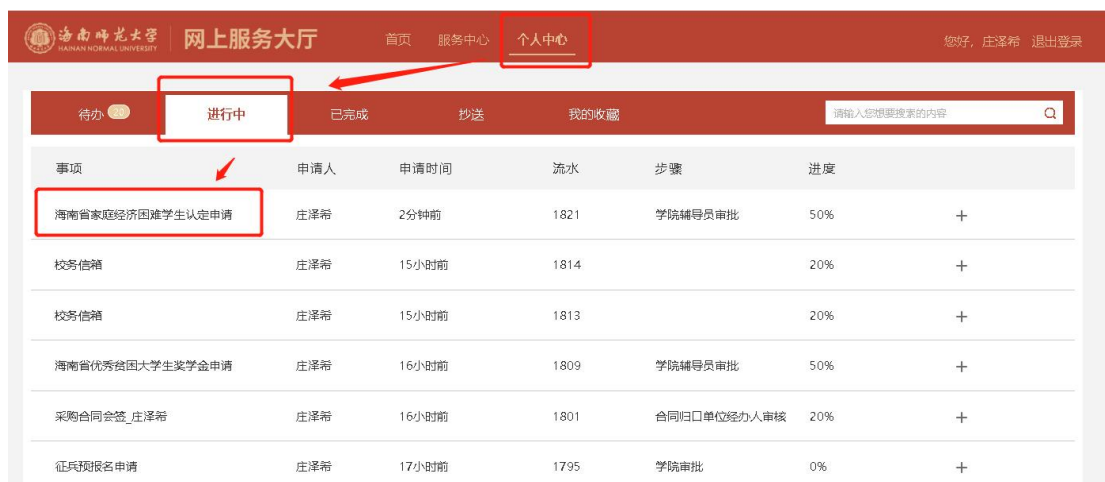 海南师范大学 HAINAN NORMAL UNIVERSITY 网上服务大厅 首页 服务中心 个人中心 您好，庄泽希 退出登录
待办 20 进行中 已完成 抄送 我的收藏 请输入您想要搜索的内容
事项 申请人 申请时间 流水 步骤 进度
海南省家庭经济困难学生认定申请 庄泽希 2分钟前 1821 学院辅导员审批 50% +
校务信箱 庄泽希 15小时前 1814 20% +
校务信箱 庄泽希 15小时前 1813 20% +
海南省优秀贫困大学生奖学金申请 庄泽希 16小时前 1809 学院辅导员审批 50% +
采购合同会签_庄泽希 庄泽希 16小时前 1801 合同归口单位经办人审核 20% +
征兵预报名申请 庄泽希 17小时前 1795 学院审批 0% +